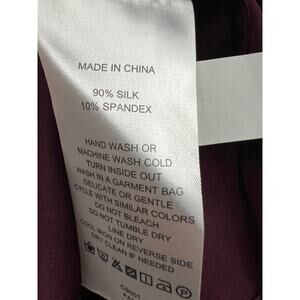 MADE IN CHINA
90% SILK
10% SPANDEX
HAND WASH OR
MACHINE WASH COLD
TURN INSIDE OUT
WASH IN A GARMENT BAG
DELICATE OR GENTLE
CYCLE WITH SIMILAR COLORS
DO NOT BLEACH
DO NOT TUMBLE DRY
LINE DRY
COOL IRON ON REVERSE SIDE
DRY CLEAN IF NEEDED